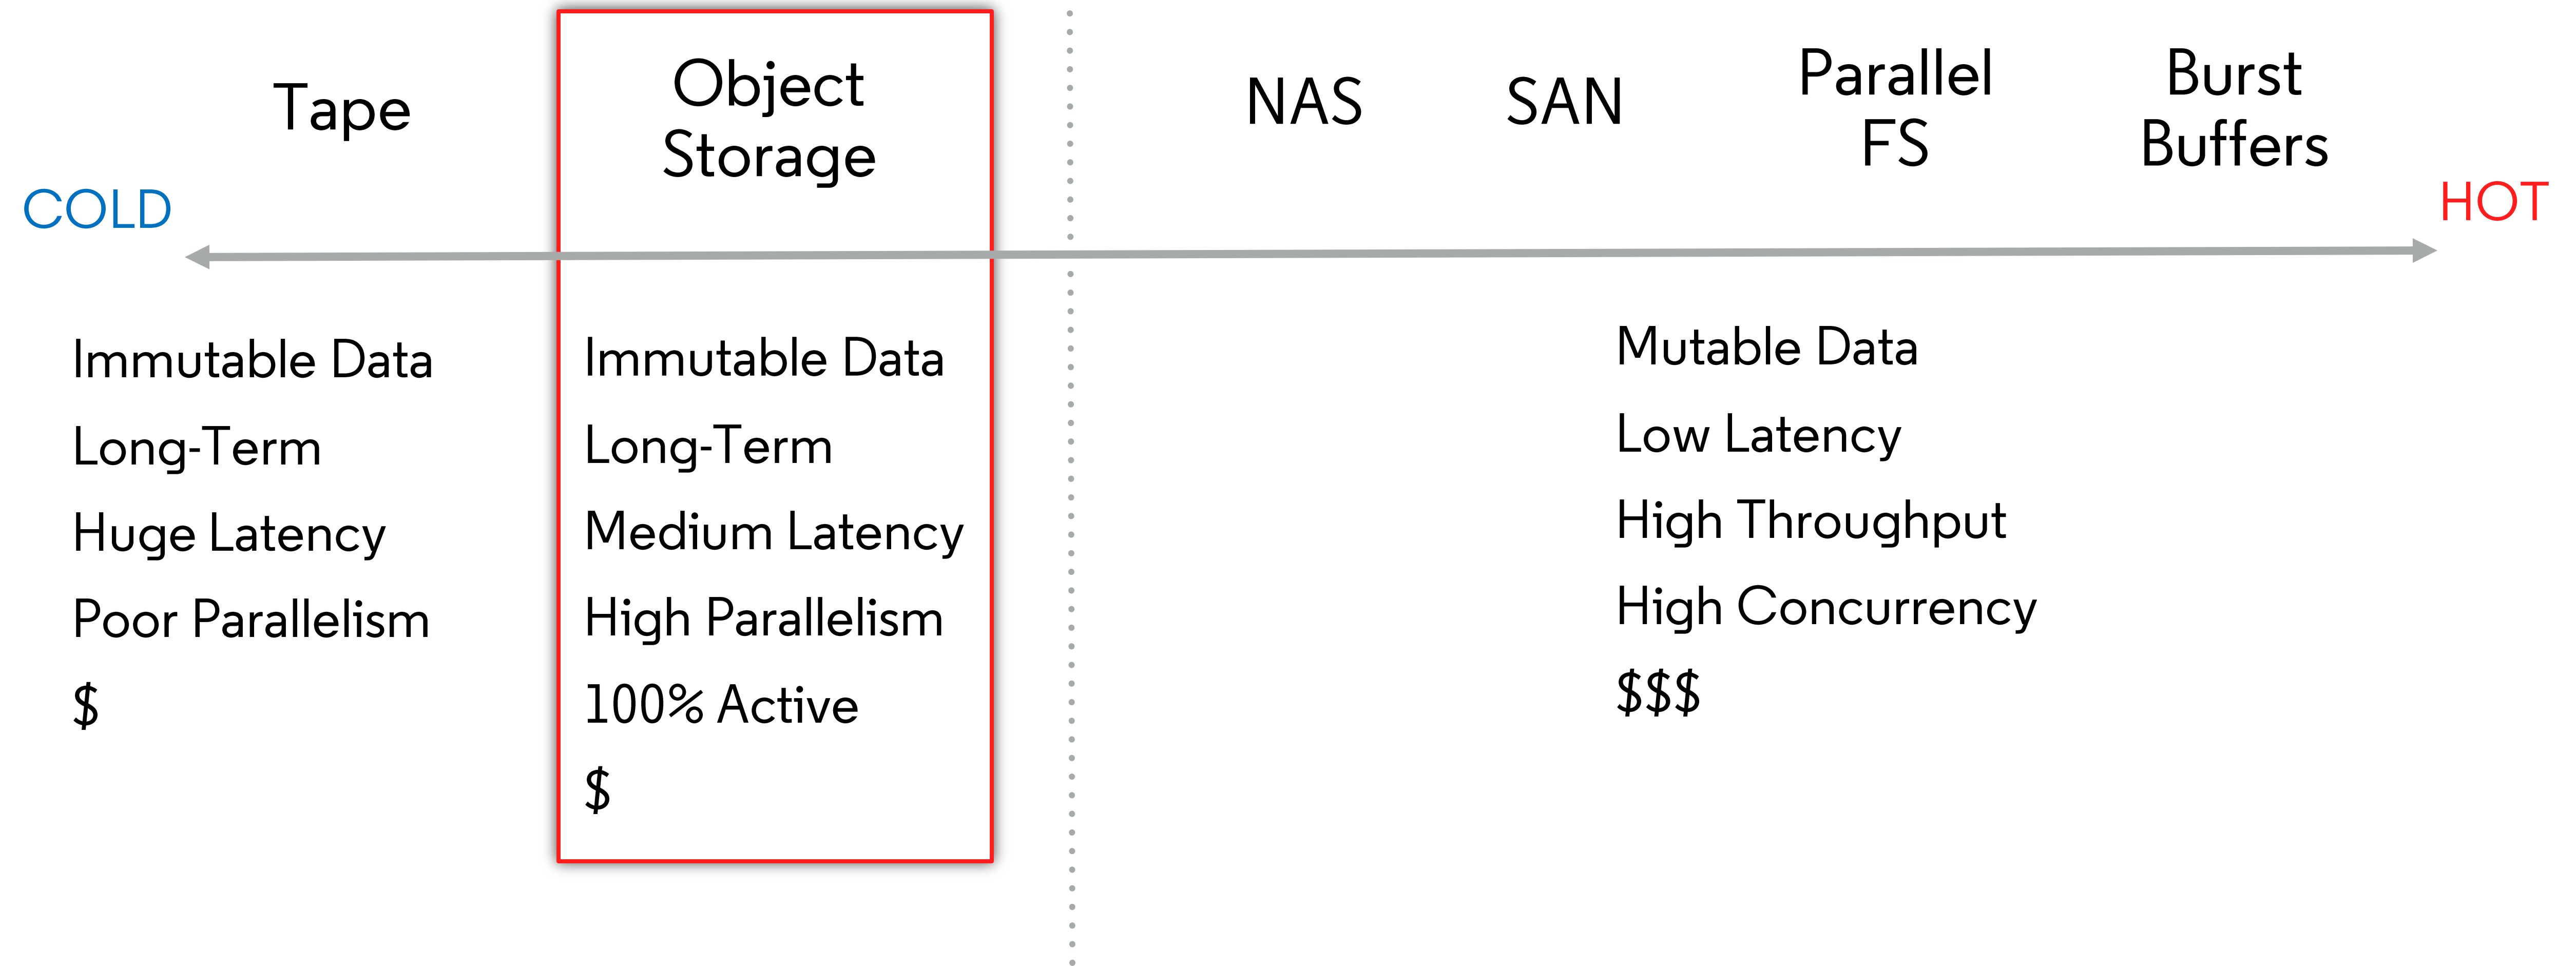 Tape
Object
Storage
NAS
SAN
Parallel
FS
Burst
Buffers
COLD
HOT
Immutable Data
Long-Term
Huge Latency
Poor Parallelism
$
Immutable Data
Long-Term
Medium Latency
High Parallelism
100% Active
$
Mutable Data
Low Latency
High Throughput
High Concurrency
$$$